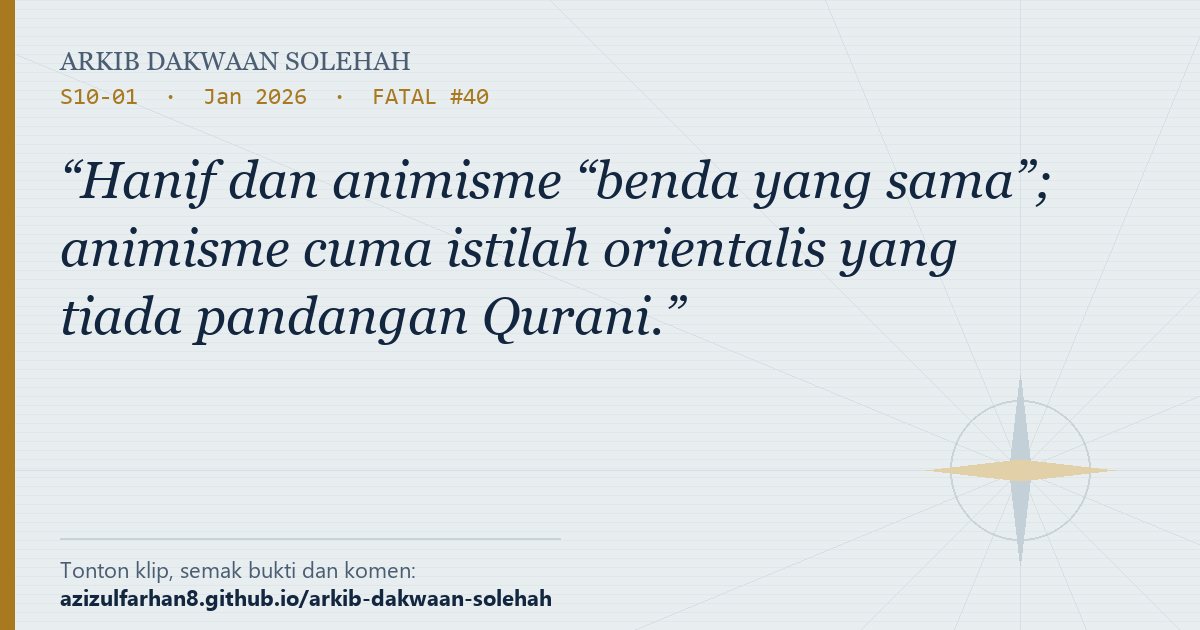 ARKIB DAKWAAN SOLEHAH
S10-01 · Jan 2026 · FATAL #40
“Hanif dan animisme “benda yang sama”;
animisme cuma istilah orientalis yang
tiada pandangan Qurani.”
Tonton klip, semak bukti dan komen:
azizulfarhan8.github.io/arkib-dakwaan-solehah